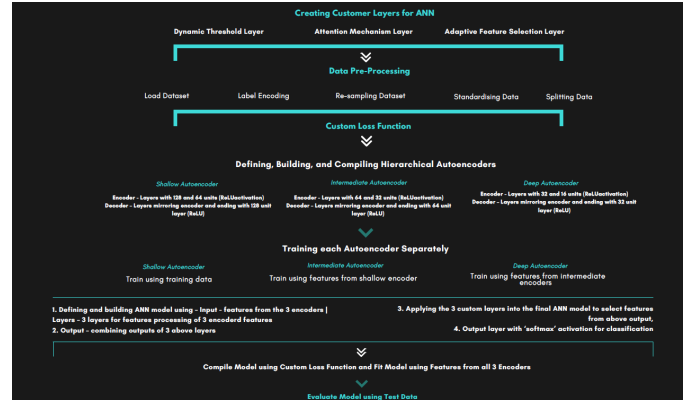 Creating Customer Layers for ANN
Dynamic Threshold Layer Attention Mechanism Layer Adaptive Feature Selection Layer
Data Pre-Processing
Load Dataset Label Encoding Re-sampling Dataset Standardising Data Splitting Data
Custom Loss Function
Defining, Building, and Compiling Hierarchical Autoencoders
Shallow Autoencoder
Encoder - Layers with 128 and 64 units (ReLUactivation)
Decoder - Layers mirroring encoder and ending with 128 unit
layer (ReLU)
Intermediate Autoencoder
Encoder - Layers with 64 and 32 units (ReLUactivation)
Decoder - Layers mirroring encoder and ending with 64 unit
layer (ReLU)
Deep Autoencoder
Encoder - Layers with 32 and 16 units (ReLUactivation)
Decoder - Layers mirroring encoder and ending with 32 unit
layer (ReLU)
Training each Autoencoder Separately
Shallow Autoencoder
Train using training data
Intermediate Autoencoder
Train using features from shallow encoder
Deep Autoencoder
Train using features from intermediate
encoders
1. Defining and building ANN model using - Input - features from the 3 encoders |
Layers - 3 layers for features processing of 3 encoderd features
2. Output - combining outputs of 3 above layers
3. Applying the 3 custom layers into the final ANN model to select features
from above output,
4. Output layer with 'softmax' activation for classification
Compile Model using Custom Loss Function and Fit Model using Features from all 3 Encoders
Evaluate Model using Test Data